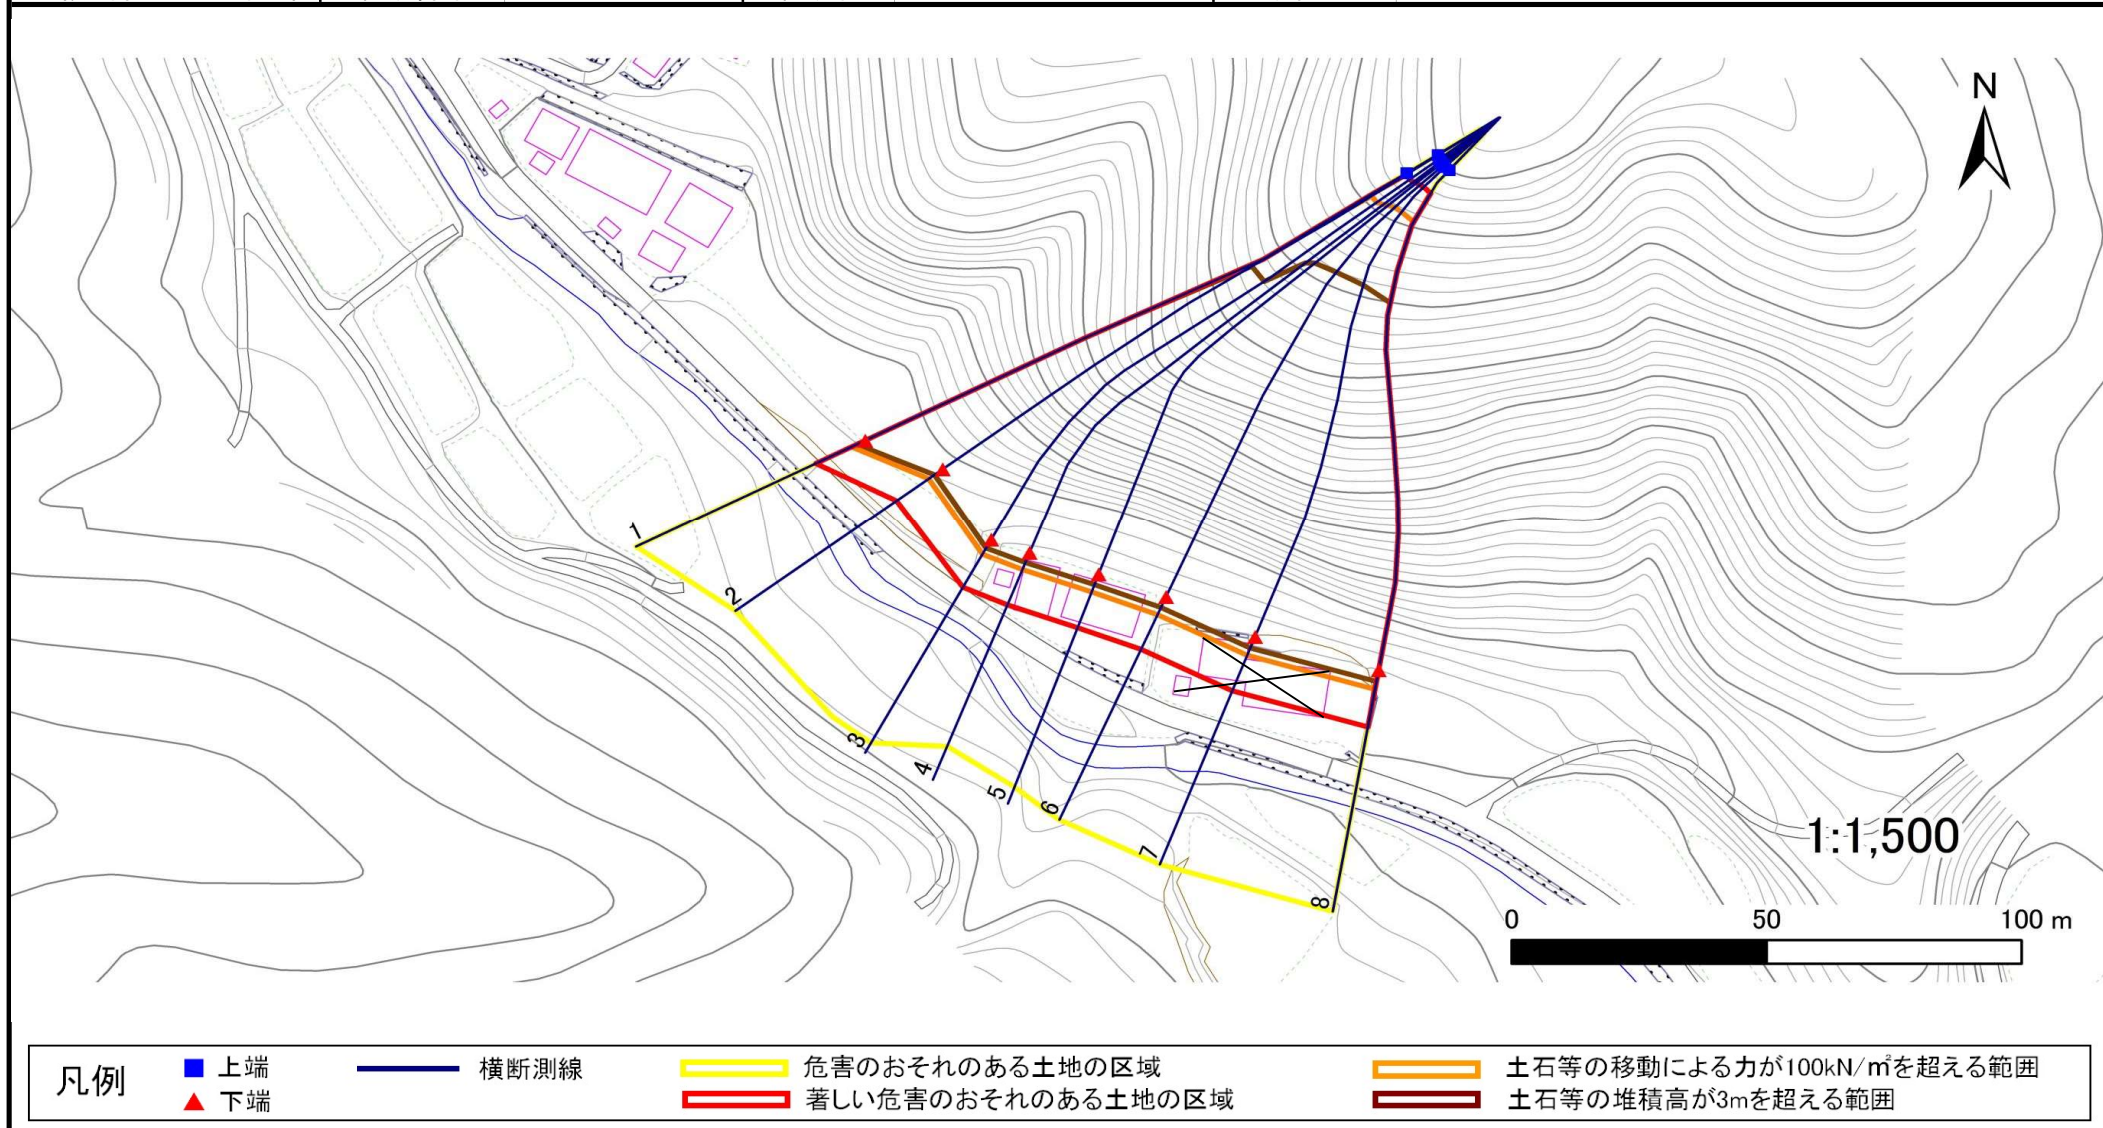 N
1
2
3
4
5
6
7
8
1:1,500
0 50 100 m
凡例
上端 横断測線 危害のおそれのある土地の区域 土石等の移動による力が100kN/㎡を超える範囲
下端 著しい危害のおそれのある土地の区域 土石等の堆積高が3mを超える範囲